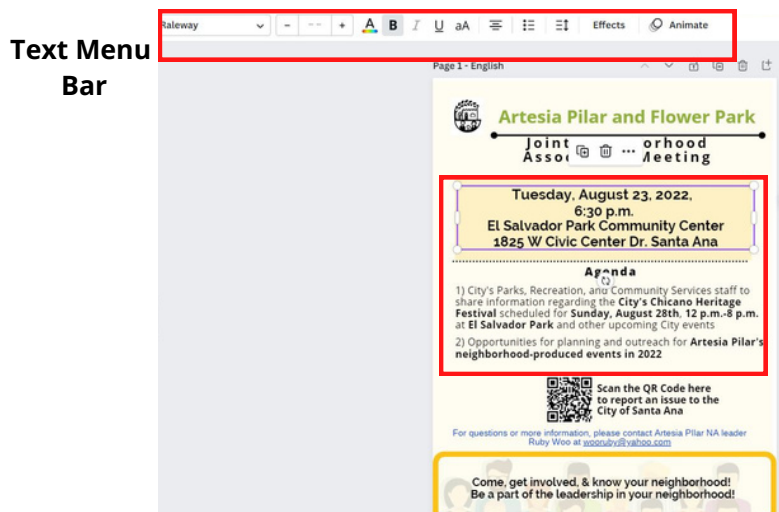 Text Menu
Bar
Raleway
A B I U aA Effects Animate
Page 1 - English
Artesia Pilar and Flower Park
Joint orhood
Meeting
Tuesday, August 23, 2022,
6:30 p.m.
El Salvador Park Community Center
1825 W Civic Center Dr. Santa Ana
Agenda
1) City's Parks, Recreation, and Community Services staff to
share information regarding the City's Chicano Heritage
Festival scheduled for Sunday, August 28th, 12 p.m.-8 p.m.
at El Salvador Park and other upcoming City events
2) Opportunities for planning and outreach for Artesia Pilar's
neighborhood-produced events in 2022
Scan the QR Code here
to report an issue to the
City of Santa Ana
For questions or more information, please contact Artesia PIlar NA leader
Ruby Woo at wooruby@yahoo.com
Come, get involved, & know your neighborhood!
Be a part of the leadership in your neighborhood!